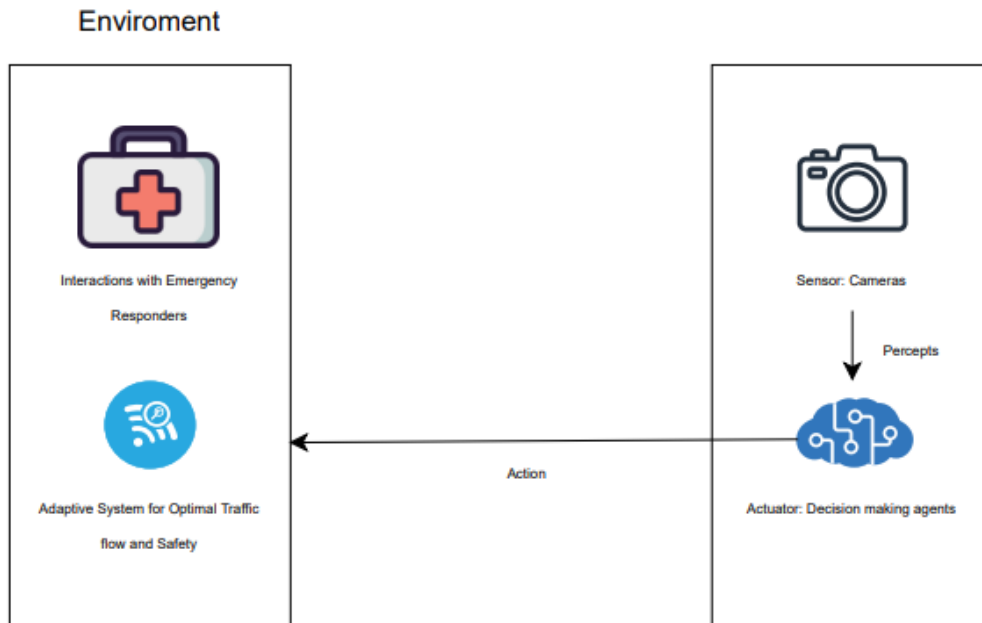 Enviroment
Interactions with Emergency
Responders
Adaptive System for Optimal Traffic
flow and Safety
Sensor: Cameras
Percepts
Action
Actuator: Decision making agents